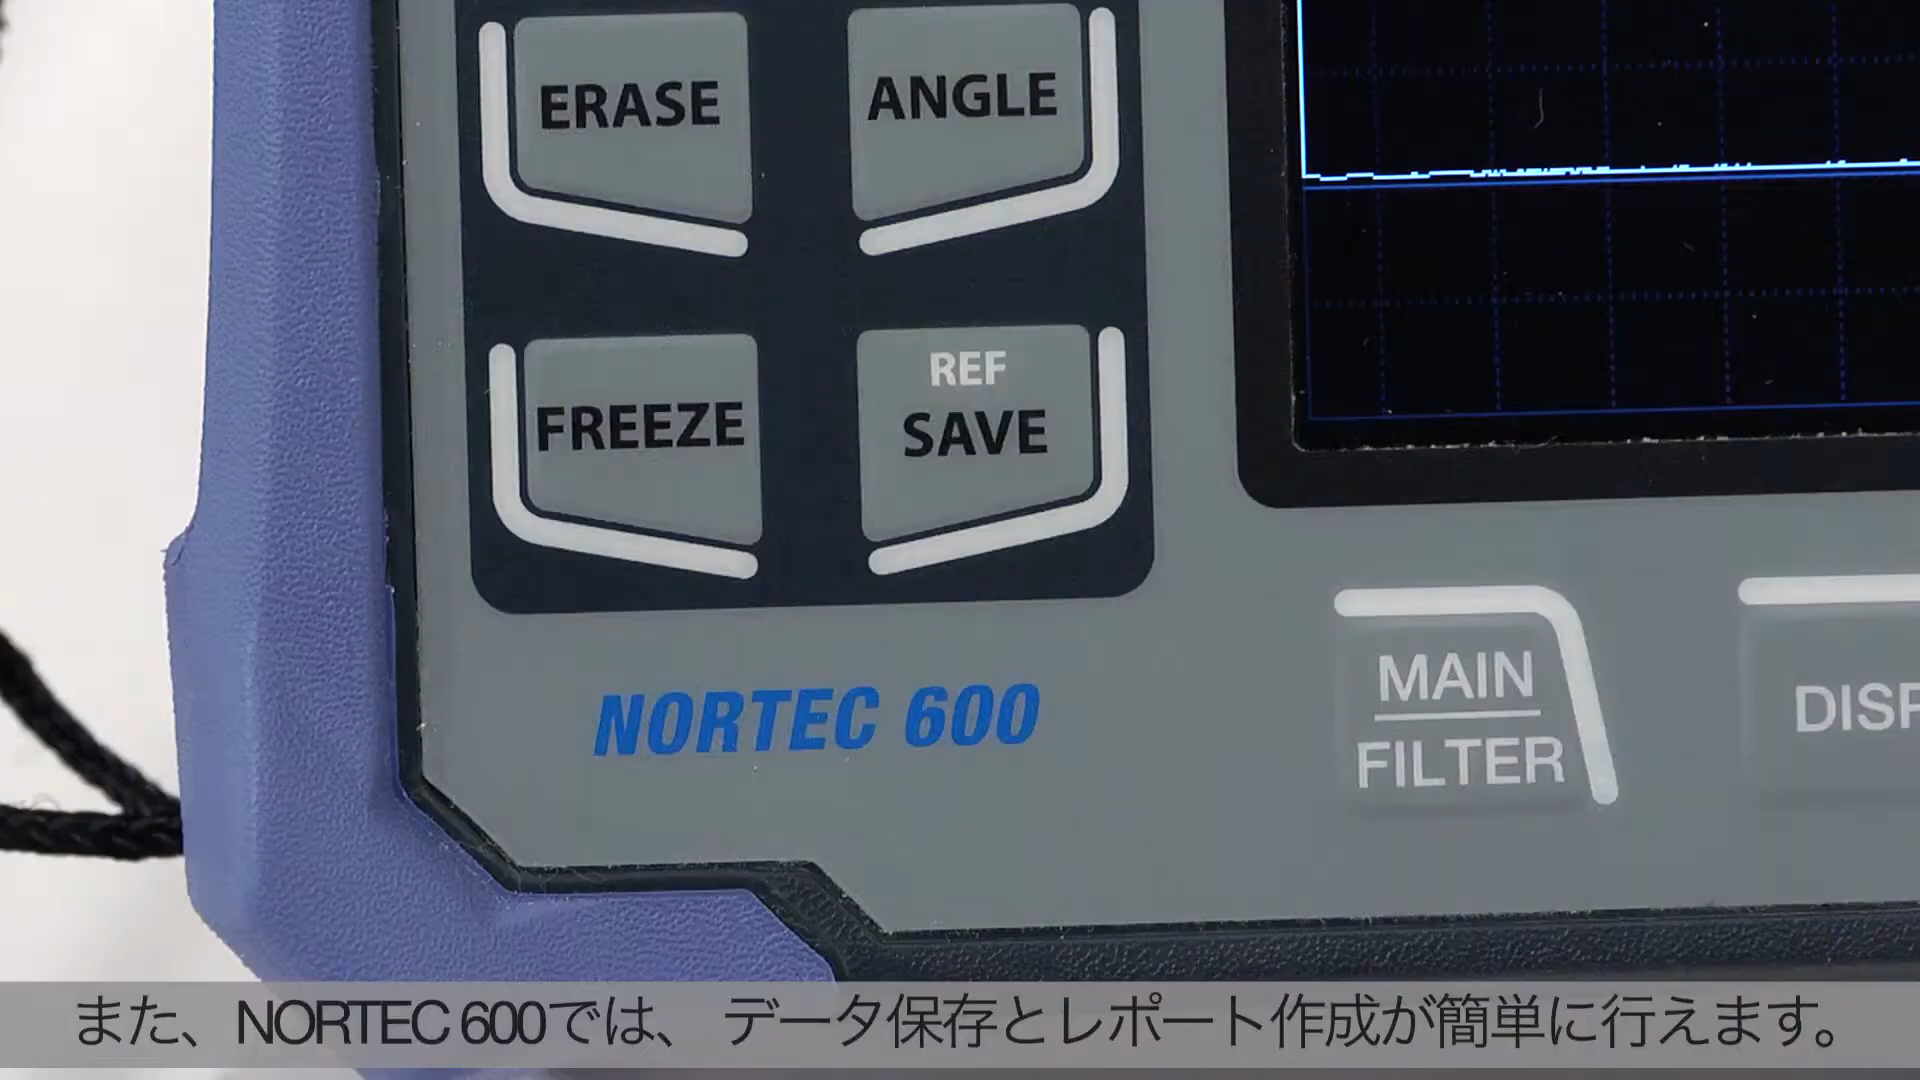 ERASE
ANGLE
FREEZE
REF
SAVE
NORTEC 600
MAIN
FILTER
DISP
また、NORTEC 600では、 データ保存とレポート作成が簡単に行えます。